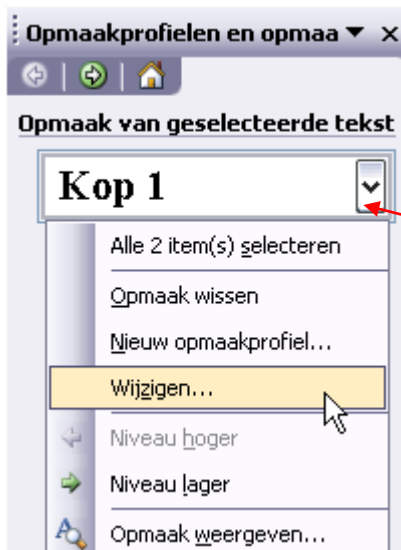 Opmaakprofielen en opmaa
Opmaak van geselecteerde tekst
Kop 1
Alle 2 item(s) selecteren
Opmaak wissen
Nieuw opmaakprofiel...
Wijzigen...
Niveau hoger
Niveau lager
Opmaak weergeven...